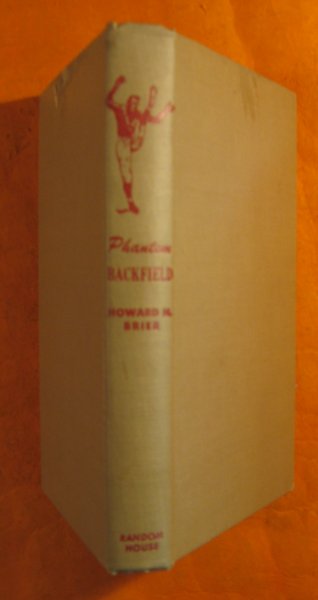 Phantom
BACKFIELD
HOWARD M.
BRIER
RANDOM
HOUSE